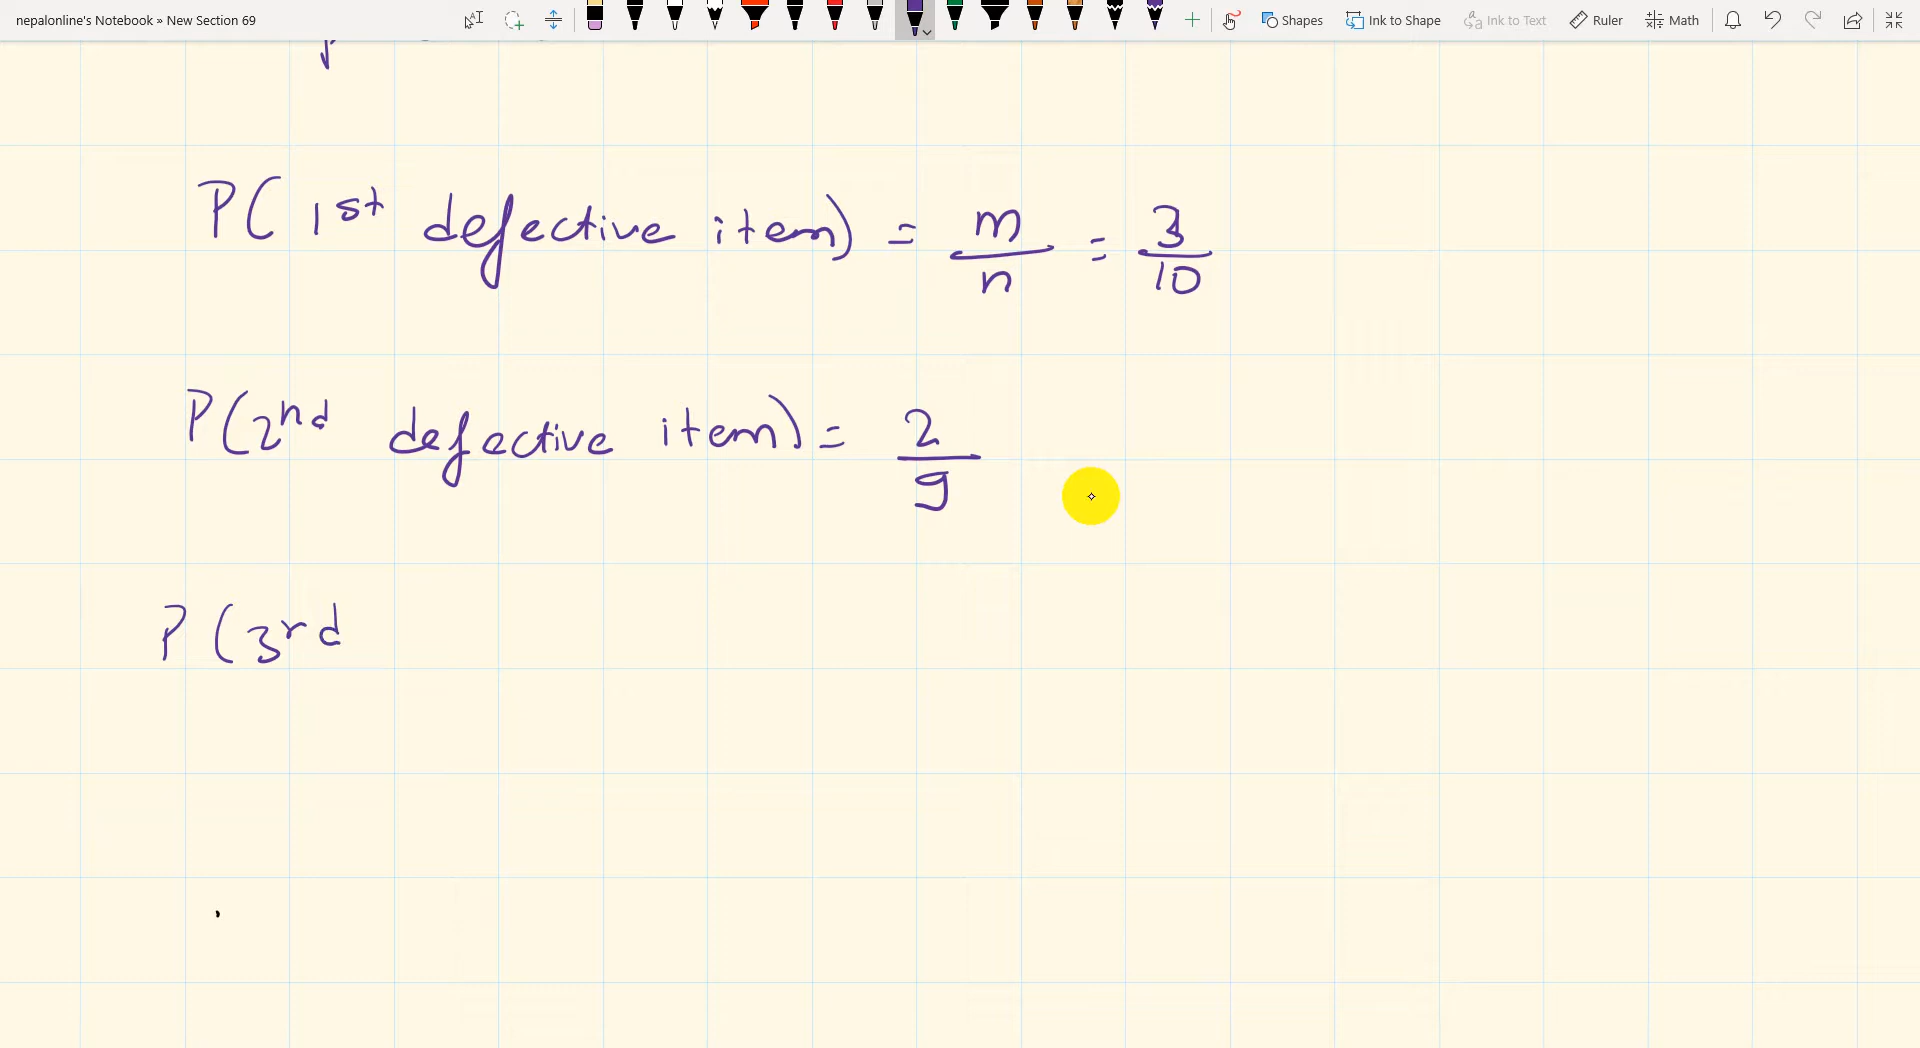 nepalonline's Notebook » New Section 69
Shapes Ink to Shape Ink to Text Ruler Math
P( 1st defective item) = m/n = 3/10
P(2nd defective item) = 2/9
P (3rd